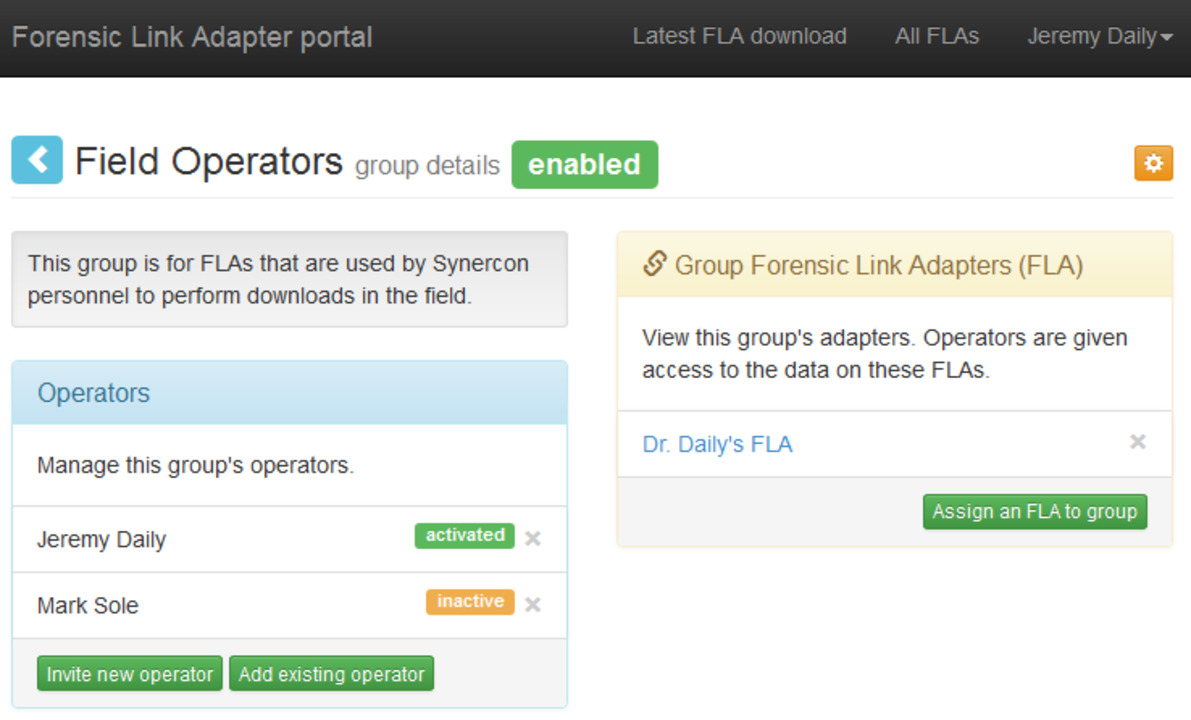 Forensic Link Adapter portal
Latest FLA download
All FLAs
Jeremy Daily
Field Operators group details enabled
This group is for FLAs that are used by Synercon
personnel to perform downloads in the field.
Operators
Manage this group's operators.
Jeremy Daily activated
Mark Sole inactive
Invite new operator
Add existing operator
Group Forensic Link Adapters (FLA)
View this group's adapters. Operators are given
access to the data on these FLAs.
Dr. Daily's FLA
Assign an FLA to group